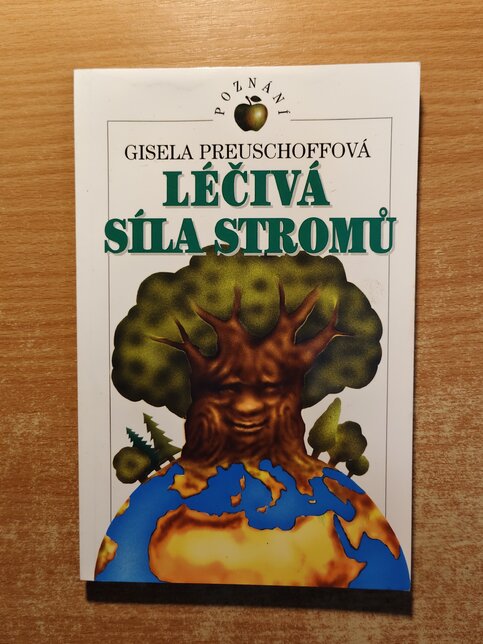 POZNÁNÍ
GISELA PREUSCHOFFOVÁ
LÉČIVÁ
SÍLA STROMŮ